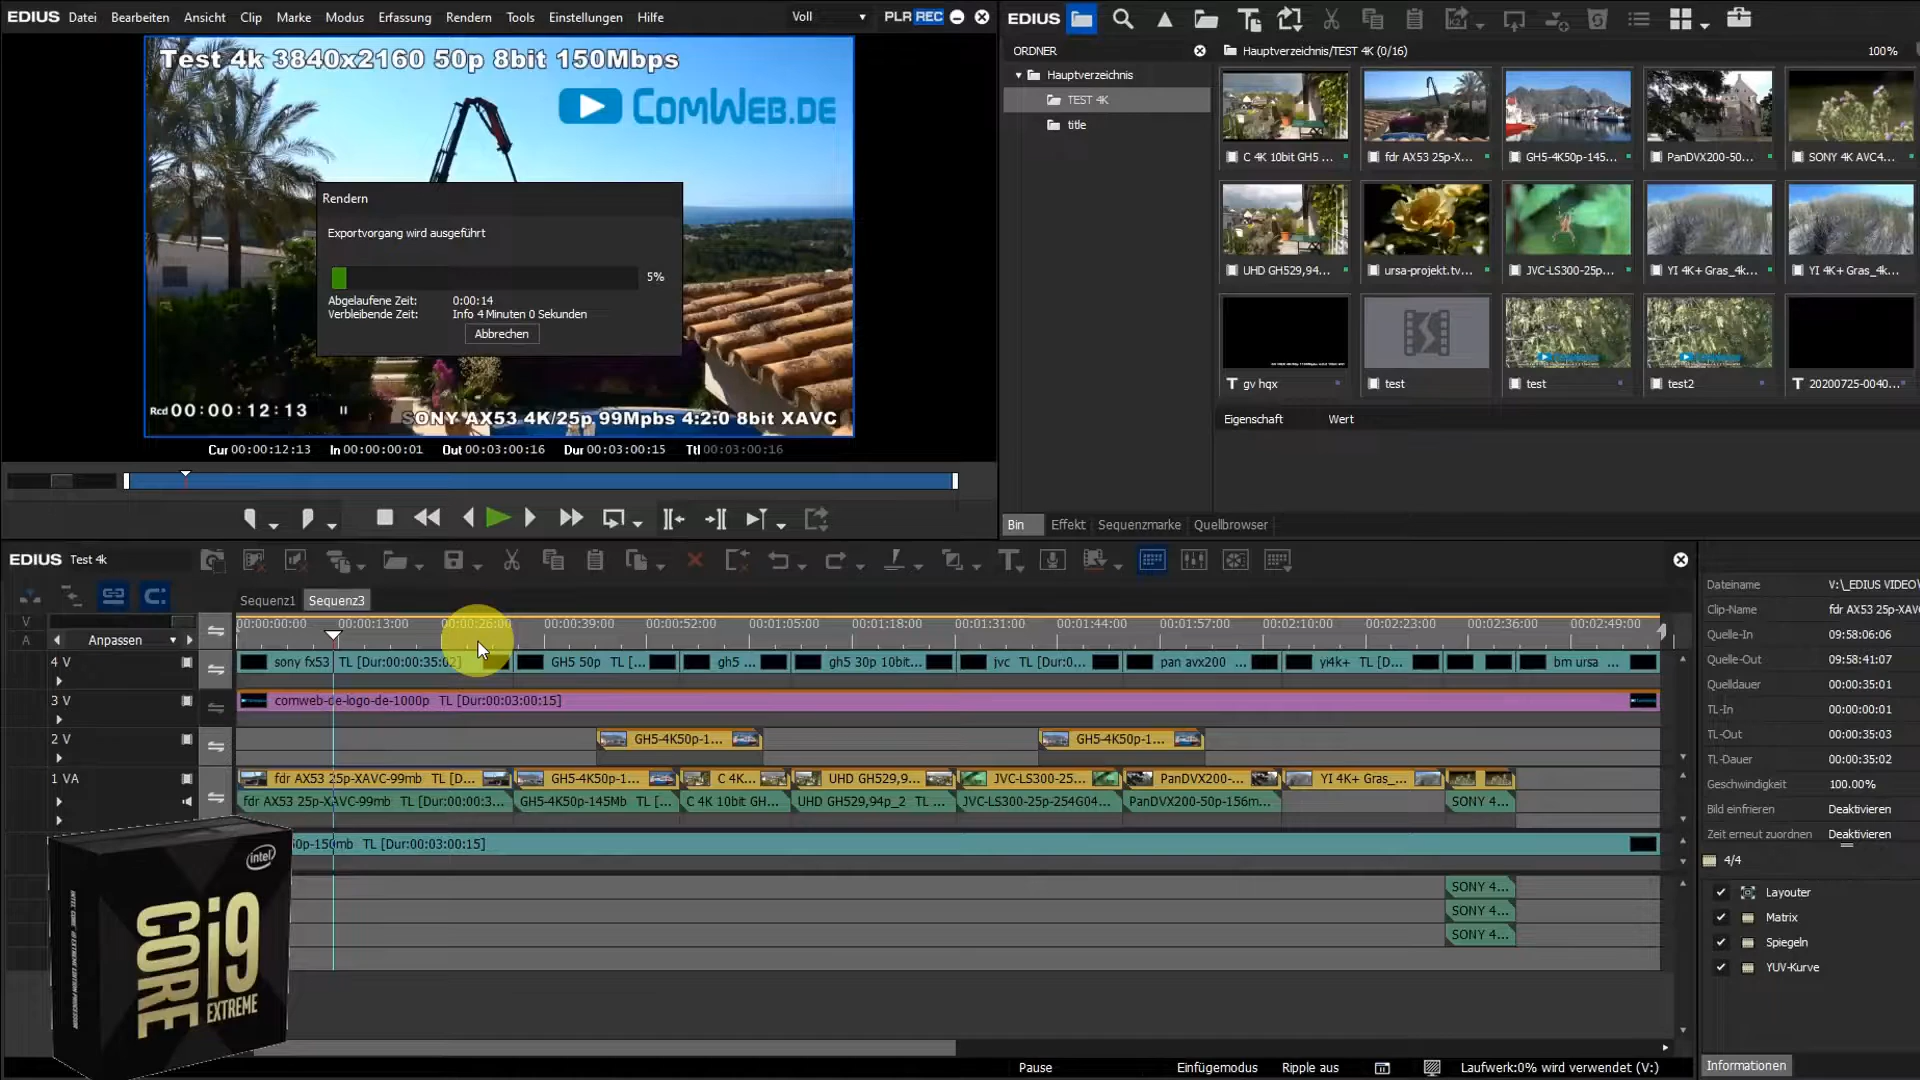 EDIUS Datei Bearbeiten Ansicht Clip Marke Modus Erfassung Rendern Tools Einstellungen Hilfe Voll PLR REC
Test 4k 3840x2160 50p 8bit 150Mbps
COMWEB.DE
Rendern
Exportvorgang wird ausgeführt
5%
Abgelaufene Zeit: 0:00:14
Verbleibende Zeit: Info 4 Minuten 0 Sekunden
Abbrechen
Rcd 00:00:12:13 II
SONY AX53 4K/25p 99Mpbs 4:2:0 8bit XAVC
Cur 00:00:12:13 In 00:00:00:01 Out 00:03:00:16 Dur 00:03:00:15 Ttl 00:03:00:16
EDIUS
ORDNER
Hauptverzeichnis/TEST 4K (0/16) 100%
Hauptverzeichnis
TEST 4K
title
C 4K 10bit GH5 ... fdr AX53 25p-X... GH5-4K50p-145... PanDVX200-50... SONY 4K AVC4...
UHD GH529,94... ursa-projekt.tv... JVC-LS300-25p... YI 4K+ Gras_4k... YI 4K+ Gras_4k...
T gv hqx test test test2 T 20200725-0040...
Eigenschaft Wert
Bin Effekt Sequenzmarke Quellbrowser
EDIUS Test 4k
Sequenz1 Sequenz3
V
A Anpassen
00:00:00:00 00:00:13:00 00:00:26:00 00:00:39:00 00:00:52:00 00:01:05:00 00:01:18:00 00:01:31:00 00:01:44:00 00:01:57:00 00:02:10:00 00:02:23:00 00:02:36:00 00:02:49:00
4 V sony fx53 TL [Dur:00:00:35:02] GH5 50p TL [... gh5 ... gh5 30p 10bit... jvc TL [Dur:0... pan avx200 ... yi4k+ TL [D... bm ursa ...
3 V comweb-de-logo-de-1000p TL [Dur:00:03:00:15]
2 V GH5-4K50p-1... GH5-4K50p-1...
1 VA fdr AX53 25p-XAVC-99mb TL [D... GH5-4K50p-1... C 4K... UHD GH529,9... JVC-LS300-25... PanDVX200-... YI 4K+ Gras_...
fdr AX53 25p-XAVC-99mb TL [Dur:00:00:3... GH5-4K50p-145Mb TL [... C 4K 10bit GH... UHD GH529,94p_2 TL ... JVC-LS300-25p-254G04... PanDVX200-50p-156m... SONY 4...
50p-150mb TL [Dur:00:03:00:15]
SONY 4...
SONY 4...
SONY 4...
intel
CORE i9
EXTREME
Dateiname V:\_EDIUS VIDEO\
Clip-Name fdr AX53 25p-XAV
Quelle-In 09:58:06:06
Quelle-Out 09:58:41:07
Quelldauer 00:00:35:01
TL-In 00:00:00:01
TL-Out 00:00:35:03
TL-Dauer 00:00:35:02
Geschwindigkeit 100.00%
Bild einfrieren Deaktivieren
Zeit erneut zuordnen Deaktivieren
4/4
Layouter
Matrix
Spiegeln
YUV-Kurve
Informationen
Pause Einfügemodus Ripple aus Laufwerk:0% wird verwendet (V:)